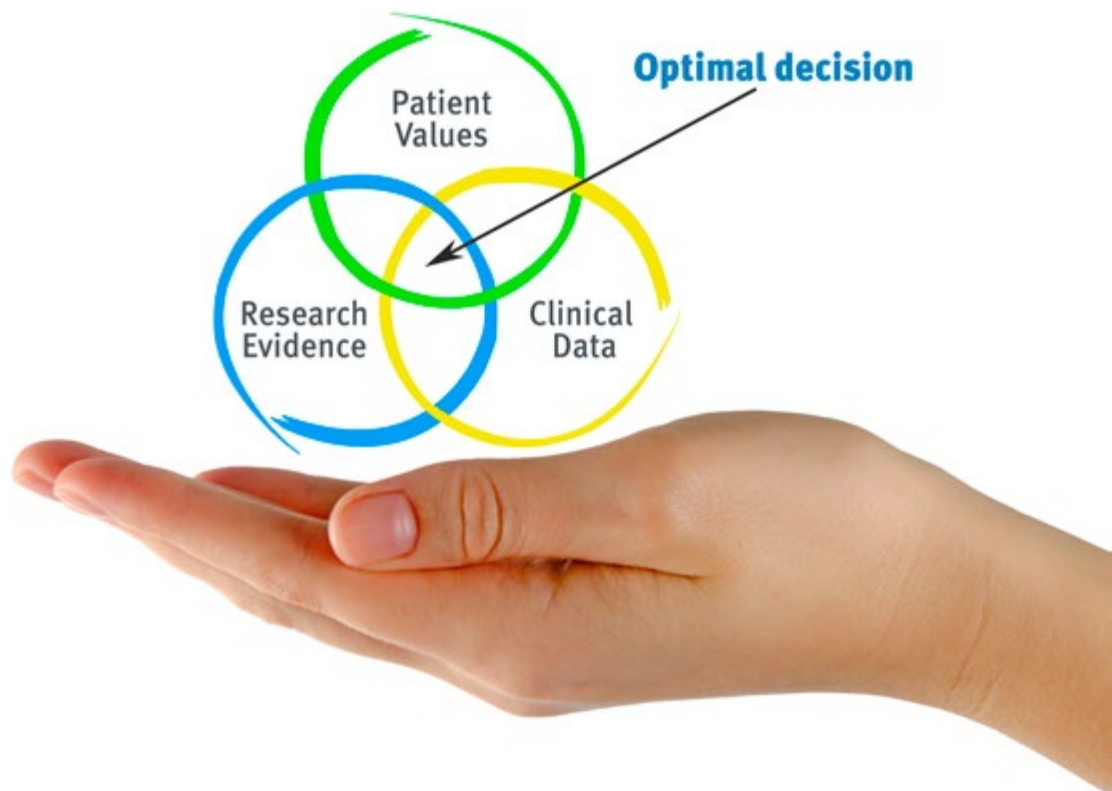 Optimal decision
Patient
Values
Research
Evidence
Clinical
Data